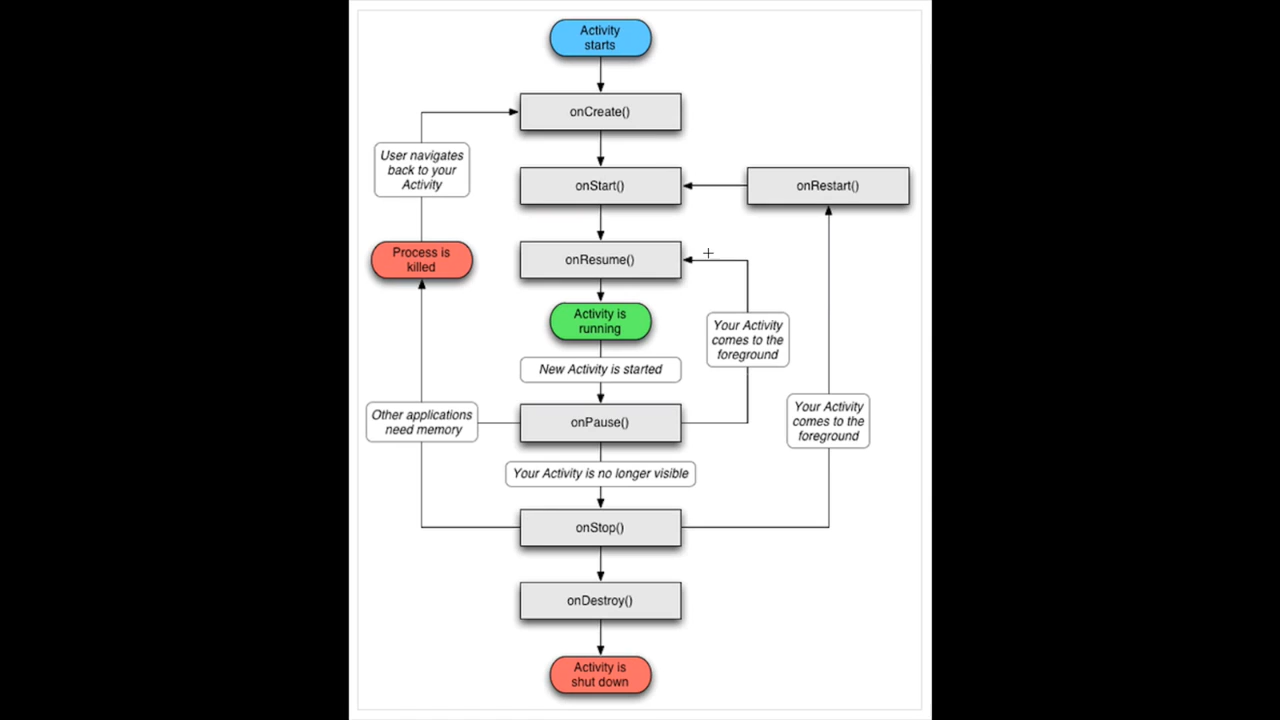 Activity
starts
onCreate()
User navigates
back to your
Activity
onStart()
onRestart()
Process is
killed
onResume()
Activity is
running
Your Activity
comes to the
foreground
New Activity is started
Other applications
need memory
onPause()
Your Activity
comes to the
foreground
Your Activity is no longer visible
onStop()
onDestroy()
Activity is
shut down